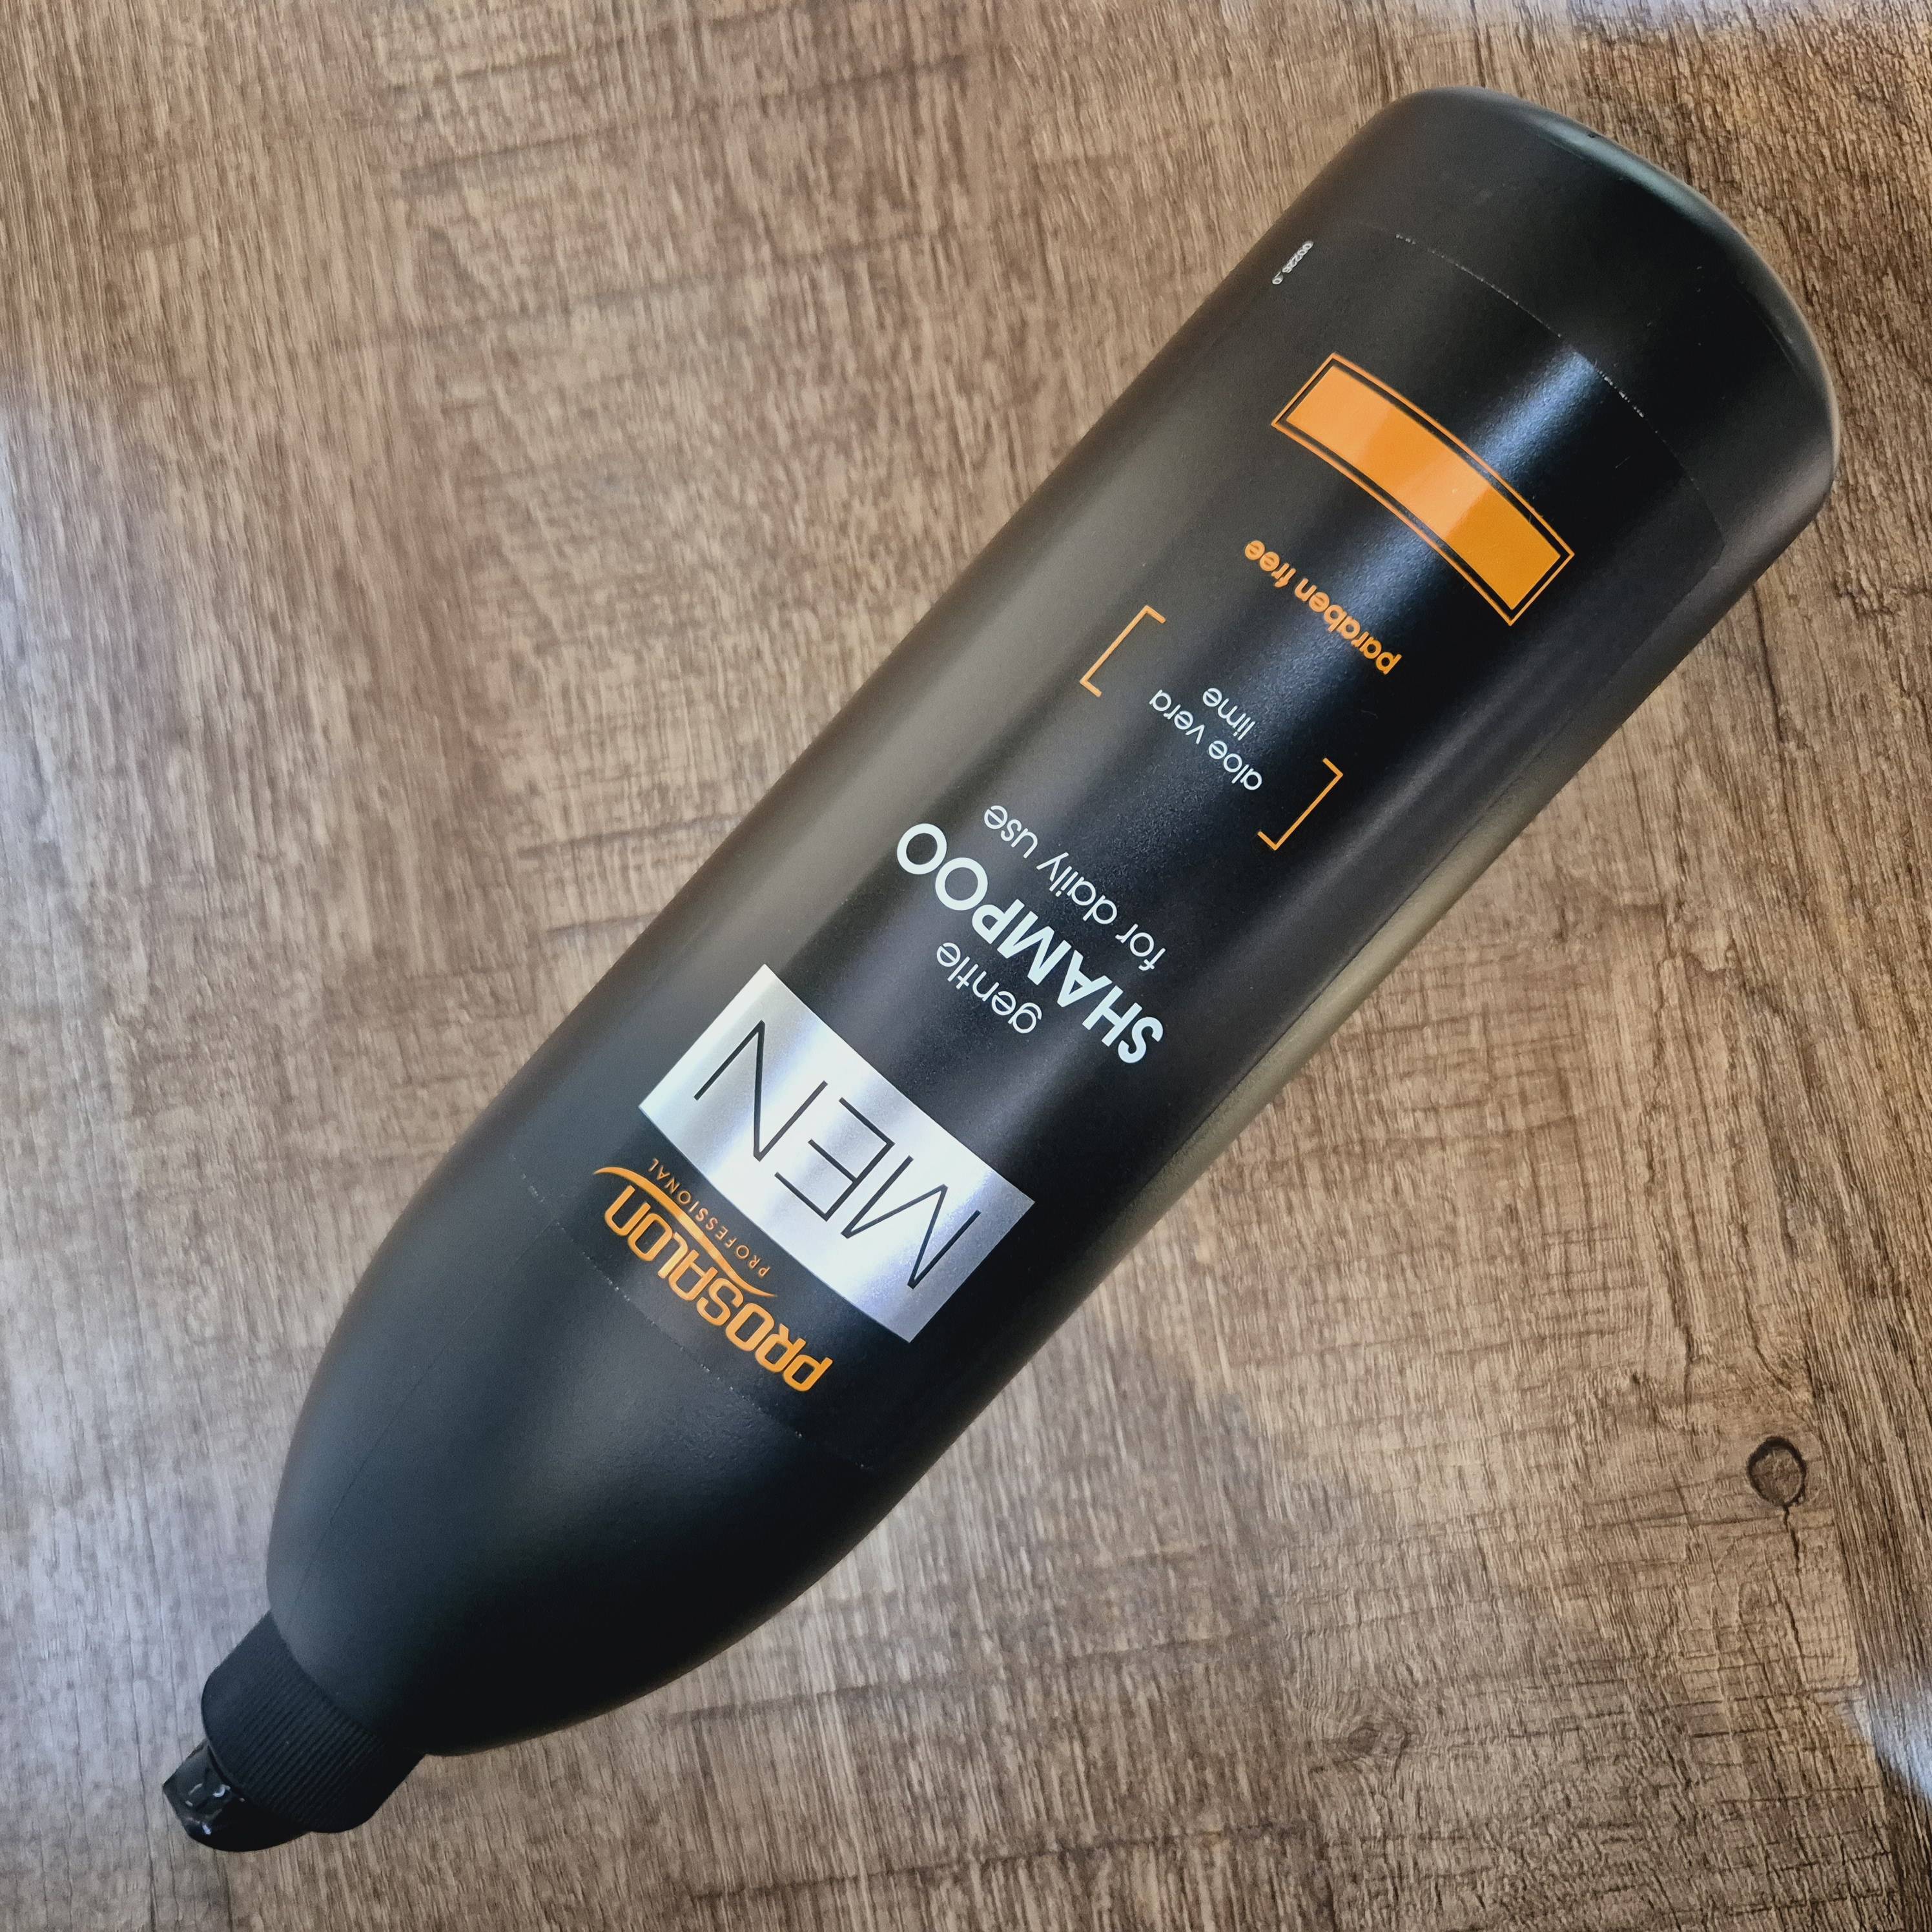 PROSALON
PROFESSIONAL
MEN
gentle
SHAMPOO
for daily use
aloe vera
lime
paraben free